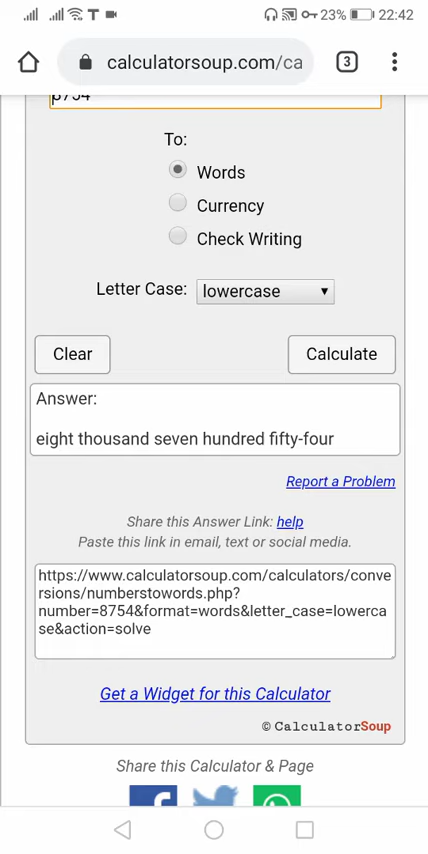 23% 22:42
calculatorsoup.com/ca
3
8754
To:
Words
Currency
Check Writing
Letter Case: lowercase
Clear Calculate
Answer:
eight thousand seven hundred fifty-four
Report a Problem
Share this Answer Link: help
Paste this link in email, text or social media.
https://www.calculatorsoup.com/calculators/conve
rsions/numberstowords.php?
number=8754&format=words&letter_case=lowerca
se&action=solve
Get a Widget for this Calculator
© CalculatorSoup
Share this Calculator & Page